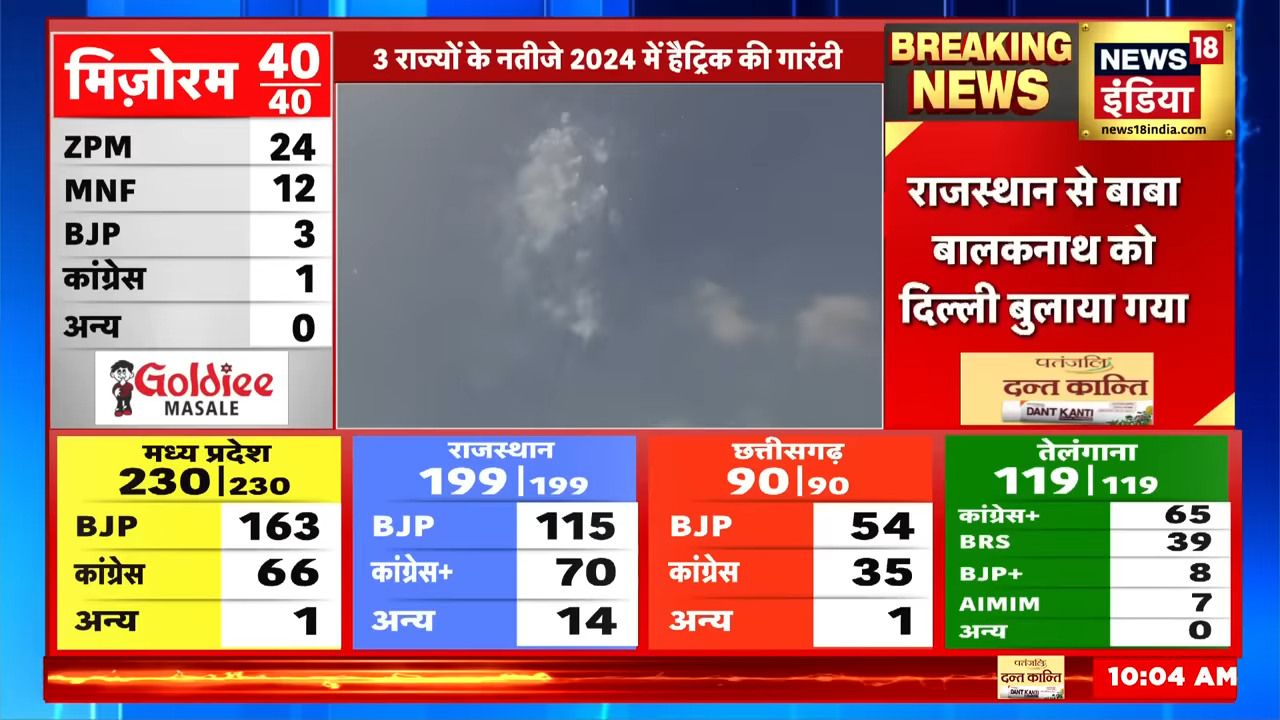 मिज़ोरम
40
40
ZPM 24
MNF 12
BJP 3
कांग्रेस 1
अन्य 0
Goldiee
MASALE
3 राज्यों के नतीजे 2024 में हैट्रिक की गारंटी
BREAKING
NEWS
NEWS 18
इंडिया
news18india.com
राजस्थान से बाबा
बालकनाथ को
दिल्ली बुलाया गया
पतंजलि
दन्त कान्ति
DANT KANTI
मध्य प्रदेश
230|230
BJP 163
कांग्रेस 66
अन्य 1
राजस्थान
199|199
BJP 115
कांग्रेस+ 70
अन्य 14
छत्तीसगढ़
90|90
BJP 54
कांग्रेस 35
अन्य 1
तेलंगाना
119|119
कांग्रेस+ 65
BRS 39
BJP+ 8
AIMIM 7
अन्य 0
पतंजलि
दन्त कान्ति
DANT KANTI
10:04 AM